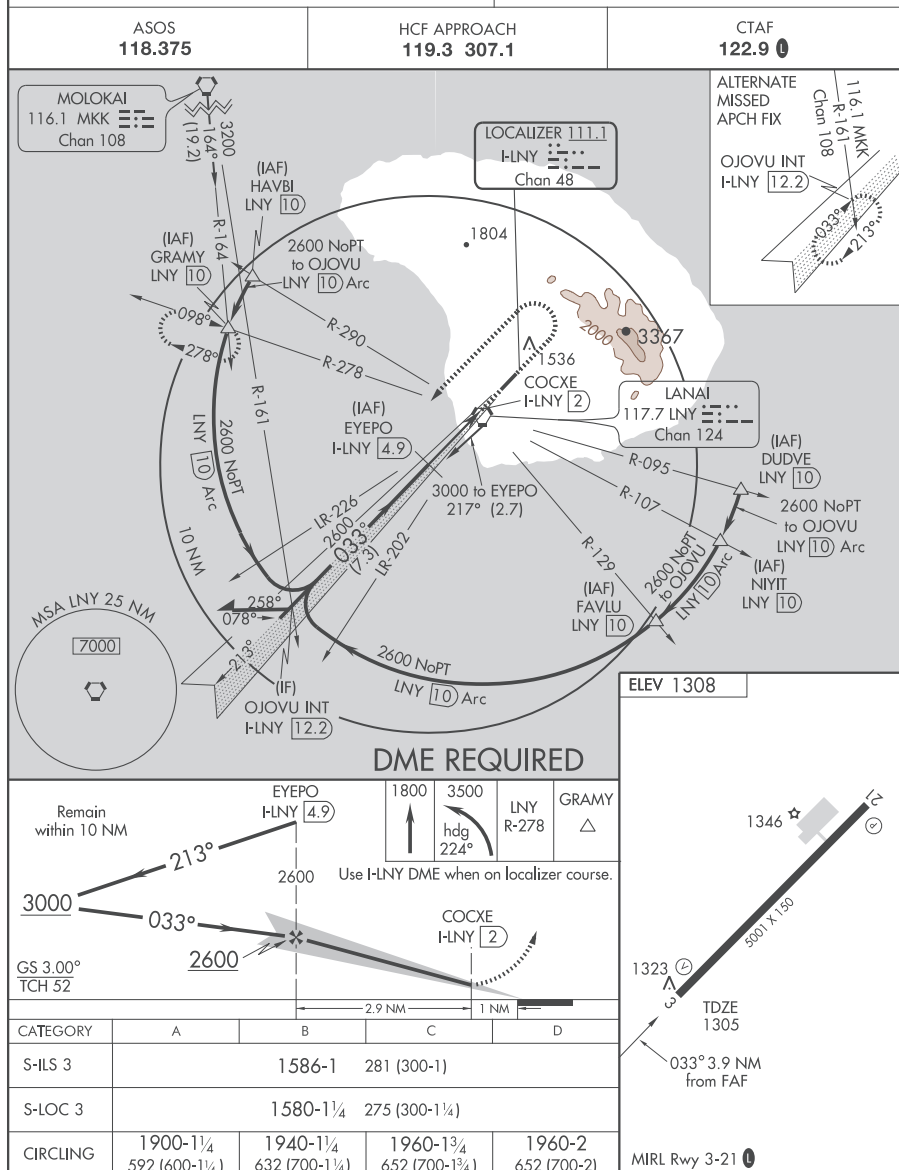 ASOS
118.375
HCF APPROACH
119.3 307.1
CTAF
122.9 L
MOLOKAI
116.1 MKK
Chan 108
3200
164°
(19.2)
R-164
(IAF)
HAVBI
LNY 10
(IAF)
GRAMY
LNY 10
2600 NoPT
to OJOVU
LNY 10 Arc
098°
278°
R-290
R-278
R-161
2600 NoPT
LNY 10 Arc
10 NM
LOCALIZER 111.1
I-LNY
Chan 48
1804
2000
3367
1536
COCXE
I-LNY 2
LANAI
117.7 LNY
Chan 124
(IAF)
EYEPO
I-LNY 4.9
3000 to EYEPO
217° (2.7)
LR-226
2600
033°
(7.3)
LR-202
R-095
R-107
R-129
(IAF)
DUDVE
LNY 10
2600 NoPT
to OJOVU
LNY 10 Arc
(IAF)
NIYIT
LNY 10
2600 NoPT
to OJOVU
LNY 10 Arc
(IAF)
FAVLU
LNY 10
2600 NoPT
LNY 10 Arc
258°
078°
213°
(IF)
OJOVU INT
I-LNY 12.2
MSA LNY 25 NM
7000
DME REQUIRED
ALTERNATE
MISSED
APCH FIX
116.1 MKK
Chan 108
R-161
OJOVU INT
I-LNY 12.2
033°
213°
Remain
within 10 NM
EYEPO
I-LNY 4.9
213°
3000
033°
2600
2600
GS 3.00°
TCH 52
1800
3500
hdg
224°
LNY
R-278
GRAMY
Use I-LNY DME when on localizer course.
COCXE
I-LNY 2
2.9 NM
1 NM
ELEV 1308
1346
21
P
5001 X 150
1323
V
3
TDZE
1305
033° 3.9 NM
from FAF
MIRL Rwy 3-21 L
CATEGORY A B C D
S-ILS 3 1586-1 281 (300-1)
S-LOC 3 1580-1¼ 275 (300-1¼)
CIRCLING 1900-1¼ 1940-1¼ 1960-1¾ 1960-2
592 (600-1¼) 632 (700-1¼) 652 (700-1¾) 652 (700-2)